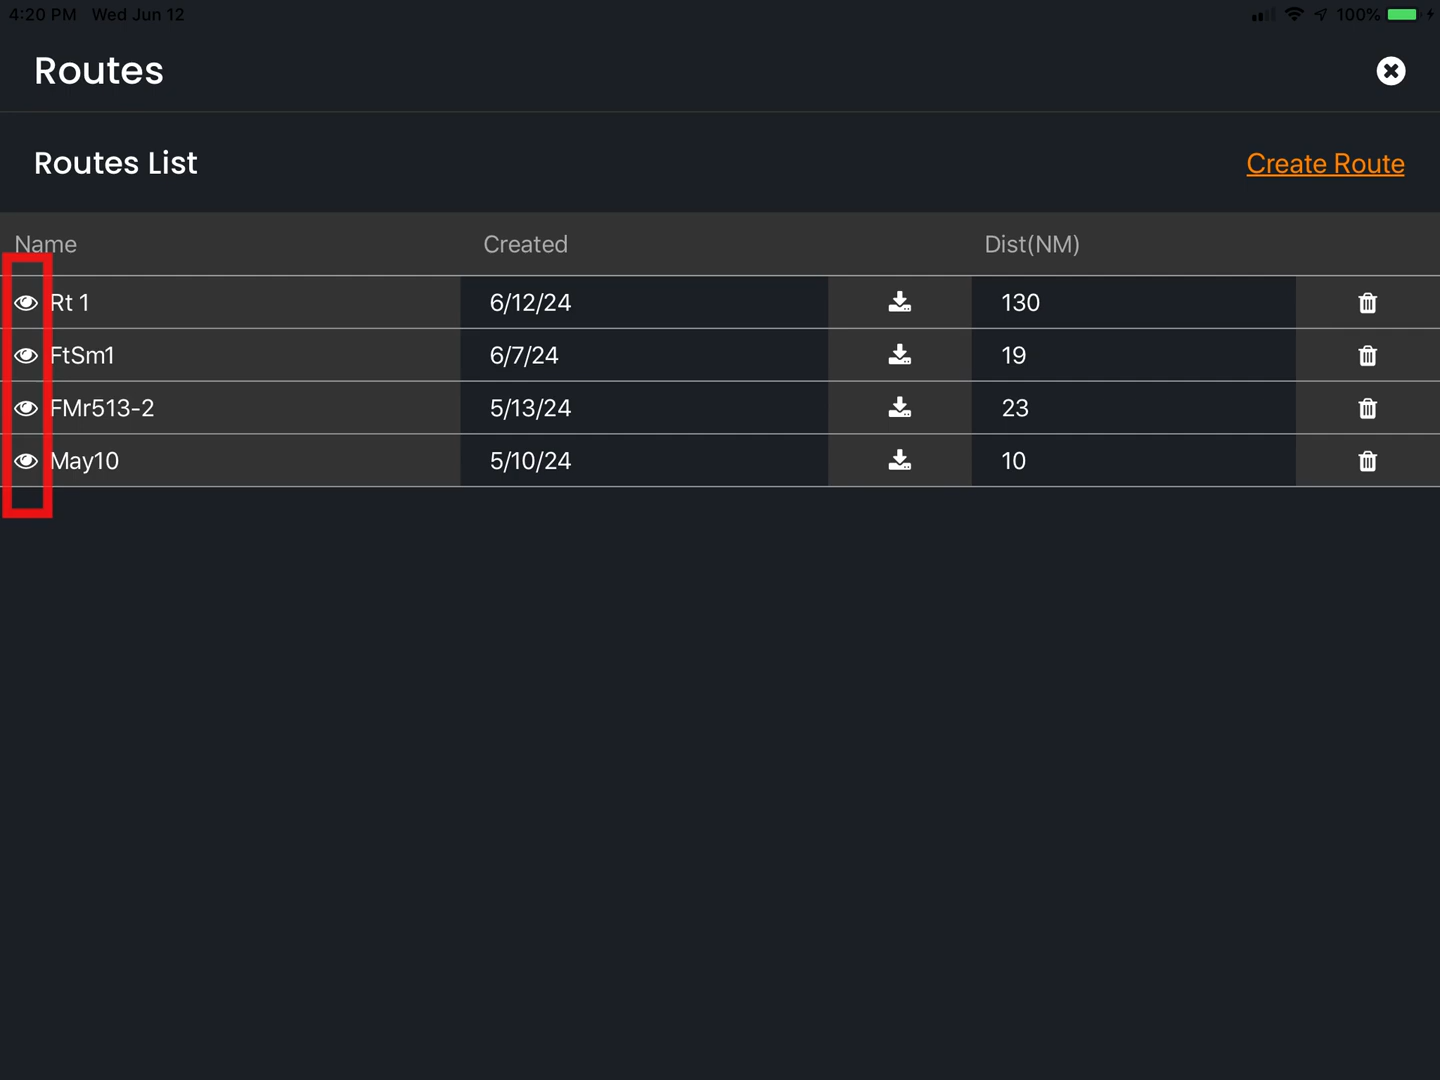 4:20 PM Wed Jun 12 100%
Routes
Routes List Create Route
Name Created Dist(NM)
Rt 1 6/12/24 130
FtSm1 6/7/24 19
FMr513-2 5/13/24 23
May10 5/10/24 10